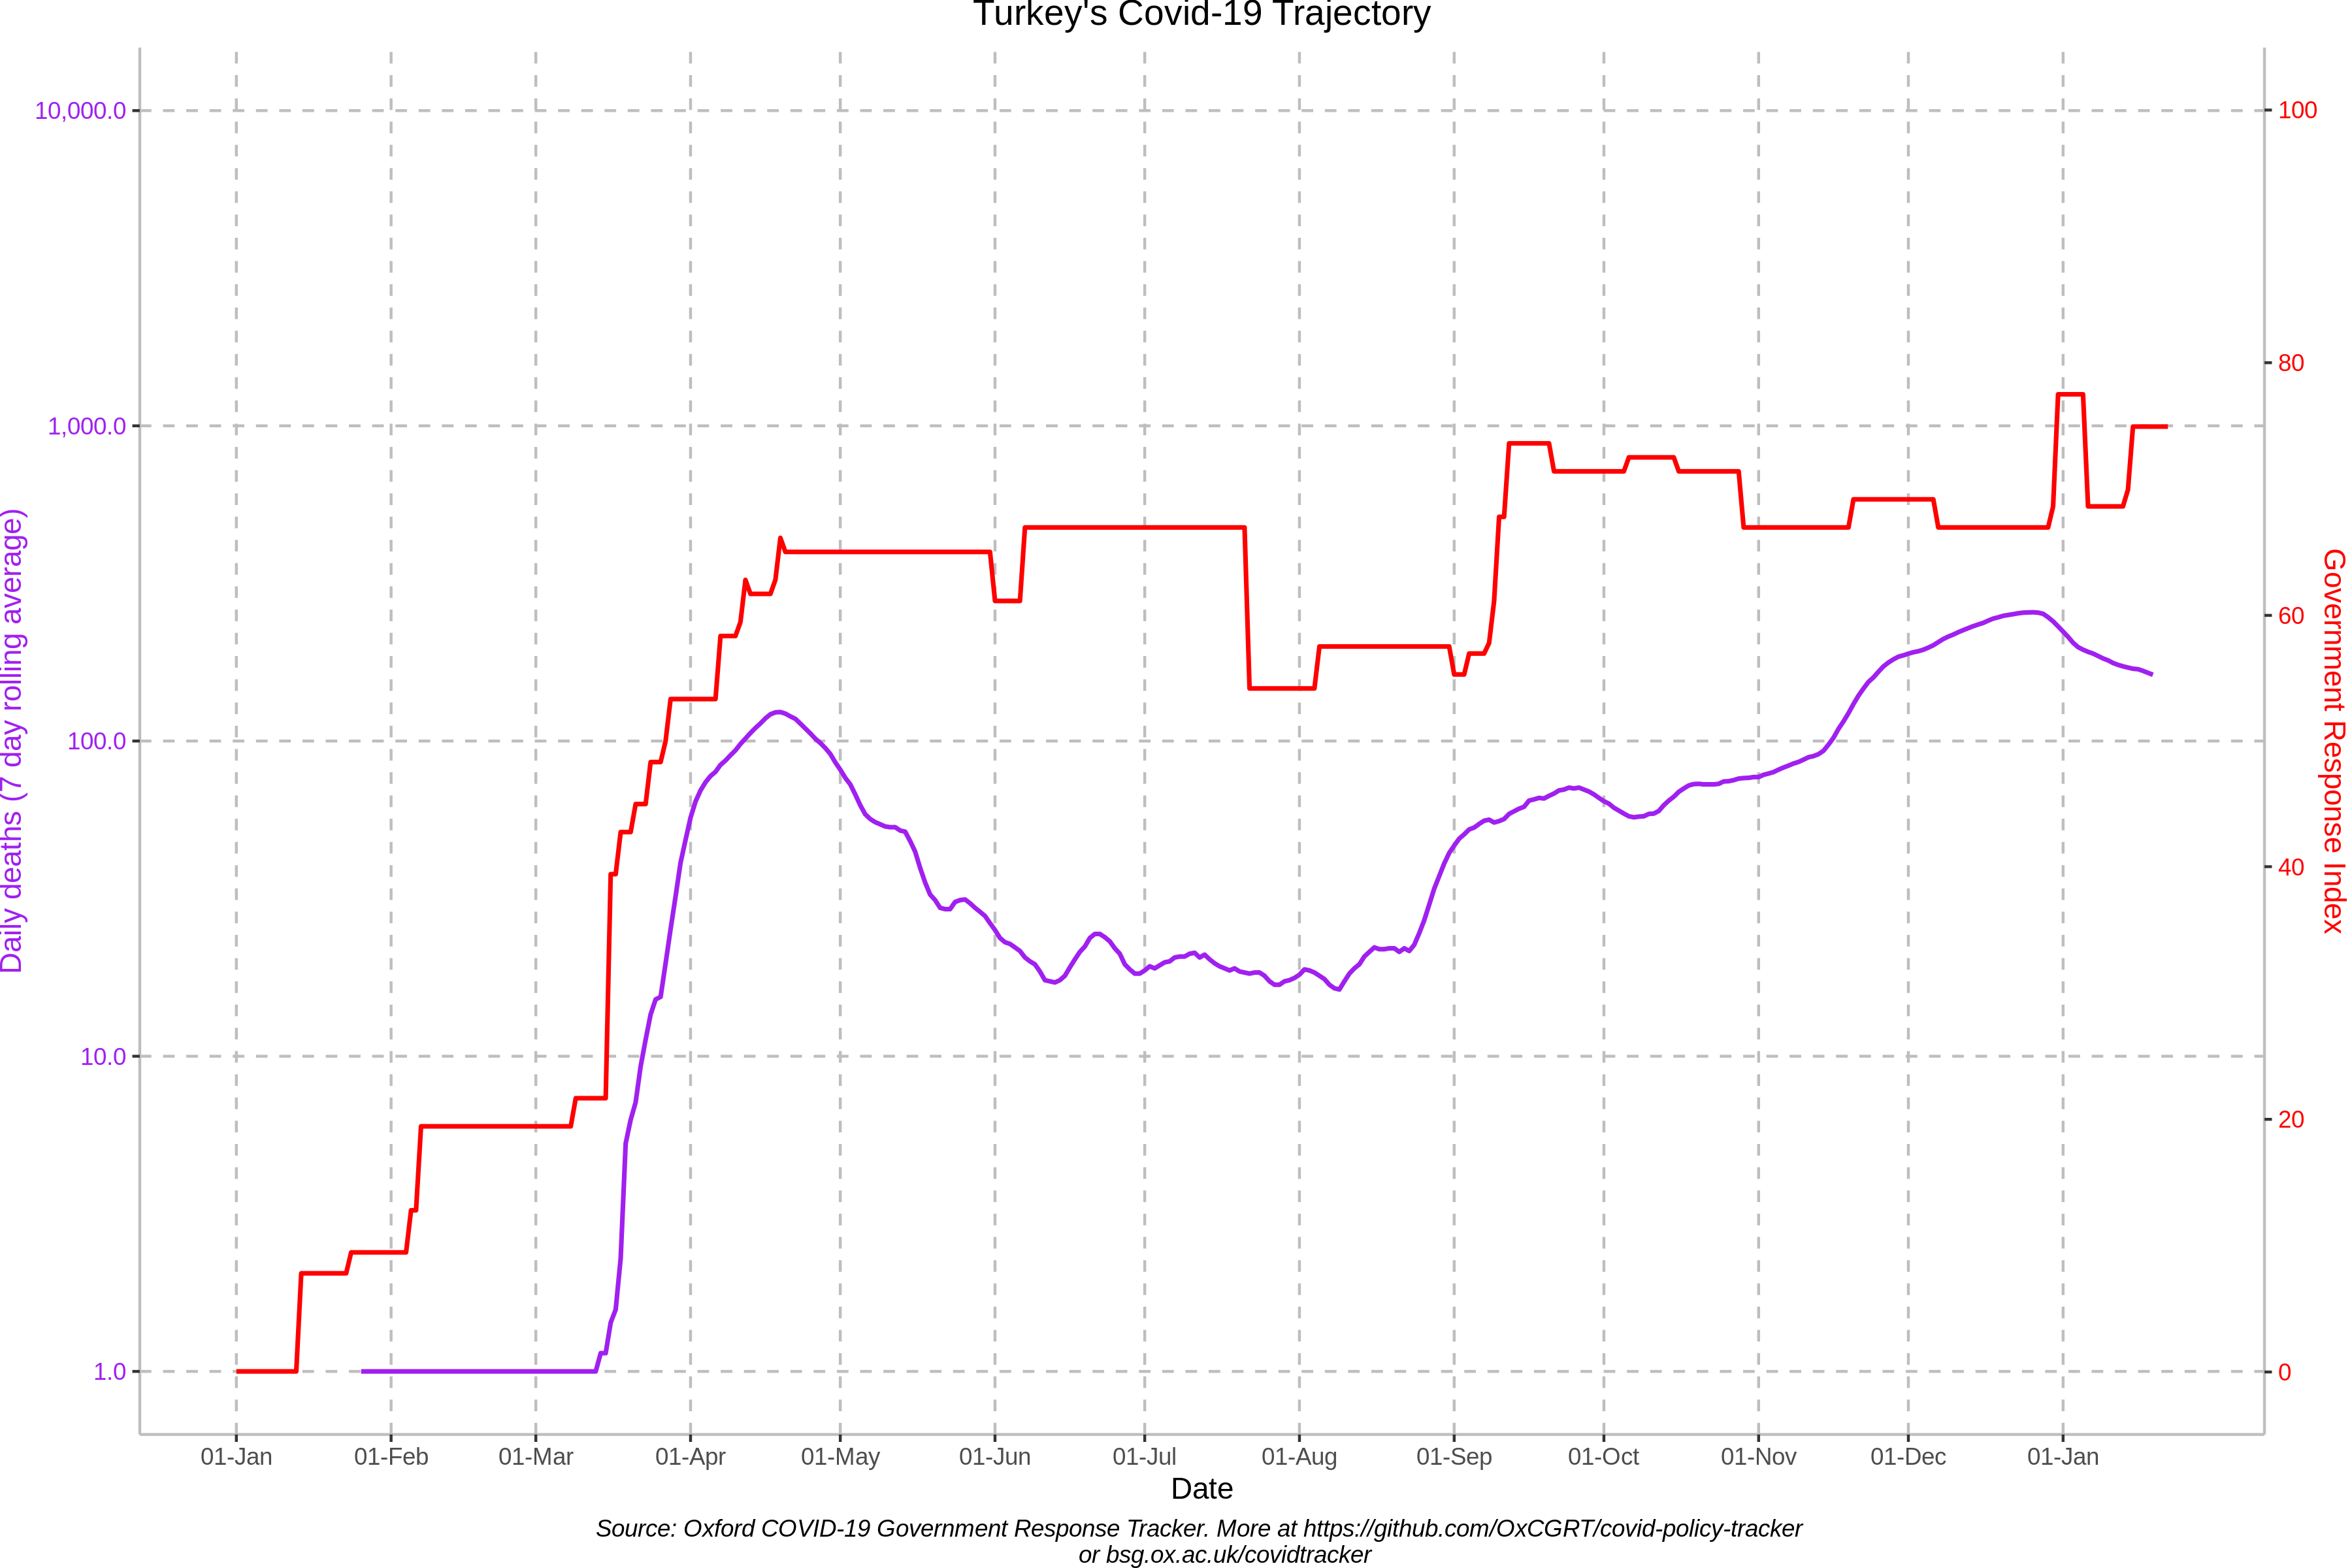 Turkey's Covid-19 Trajectory
10,000.0
1,000.0
100.0
10.0
1.0
Daily deaths (7 day rolling average)
100
80
60
40
20
0
Government Response Index
01-Jan
01-Feb
01-Mar
01-Apr
01-May
01-Jun
01-Jul
01-Aug
01-Sep
01-Oct
01-Nov
01-Dec
01-Jan
Date
Source: Oxford COVID-19 Government Response Tracker. More at https://github.com/OxCGRT/covid-policy-tracker
or bsg.ox.ac.uk/covidtracker